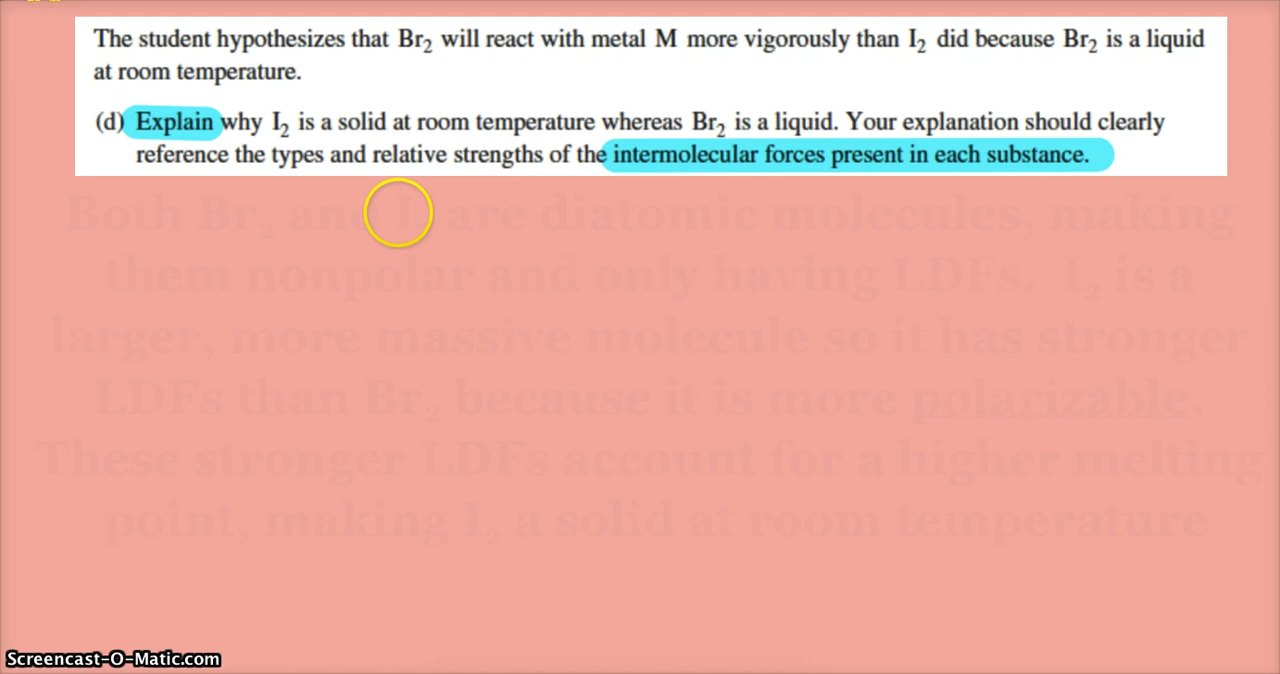 The student hypothesizes that Br₂ will react with metal M more vigorously than I₂ did because Br₂ is a liquid
at room temperature.
(d) Explain why I₂ is a solid at room temperature whereas Br₂ is a liquid. Your explanation should clearly
reference the types and relative strengths of the intermolecular forces present in each substance.
Both Br₂ and I₂ are diatomic molecules, making
them nonpolar and only having LDFs. I₂ is a
larger, more massive molecule so it has stronger
LDFs than Br₂ because it is more polarizable.
These stronger LDFs account for a higher melting
point, making I₂ a solid at room temperature
Screencast-O-Matic.com